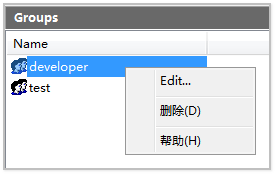 Groups
Name
developer
test
Edit...
删除(D)
帮助(H)